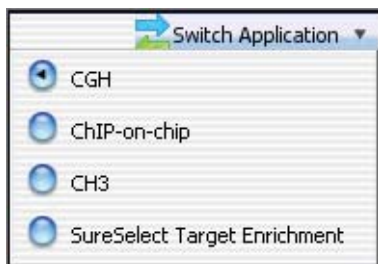 Switch Application
CGH
ChIP-on-chip
CH3
SureSelect Target Enrichment